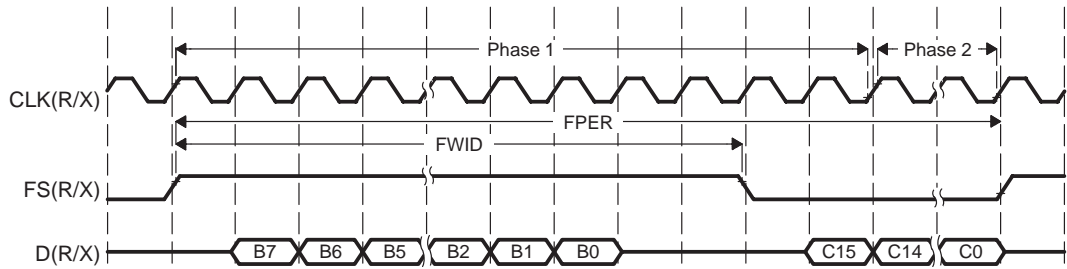 Phase 1
Phase 2
CLK(R/X)
FPER
FWID
FS(R/X)
D(R/X)
B7
B6
B5
B2
B1
B0
C15
C14
C0